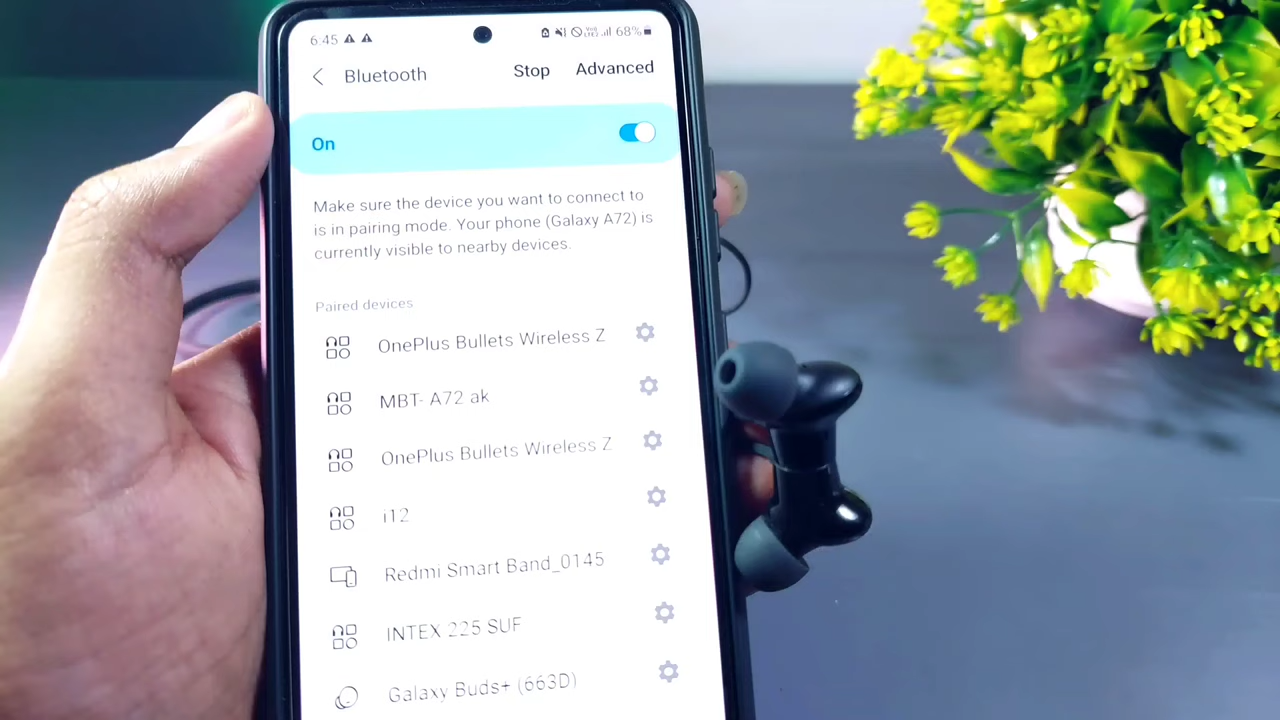 6:45 68%
Bluetooth Stop Advanced
On
Make sure the device you want to connect to
is in pairing mode. Your phone (Galaxy A72) is
currently visible to nearby devices.
Paired devices
OnePlus Bullets Wireless Z
MBT- A72 ak
OnePlus Bullets Wireless Z
i12
Redmi Smart Band_0145
INTEX 225 SUF
Galaxy Buds+ (663D)